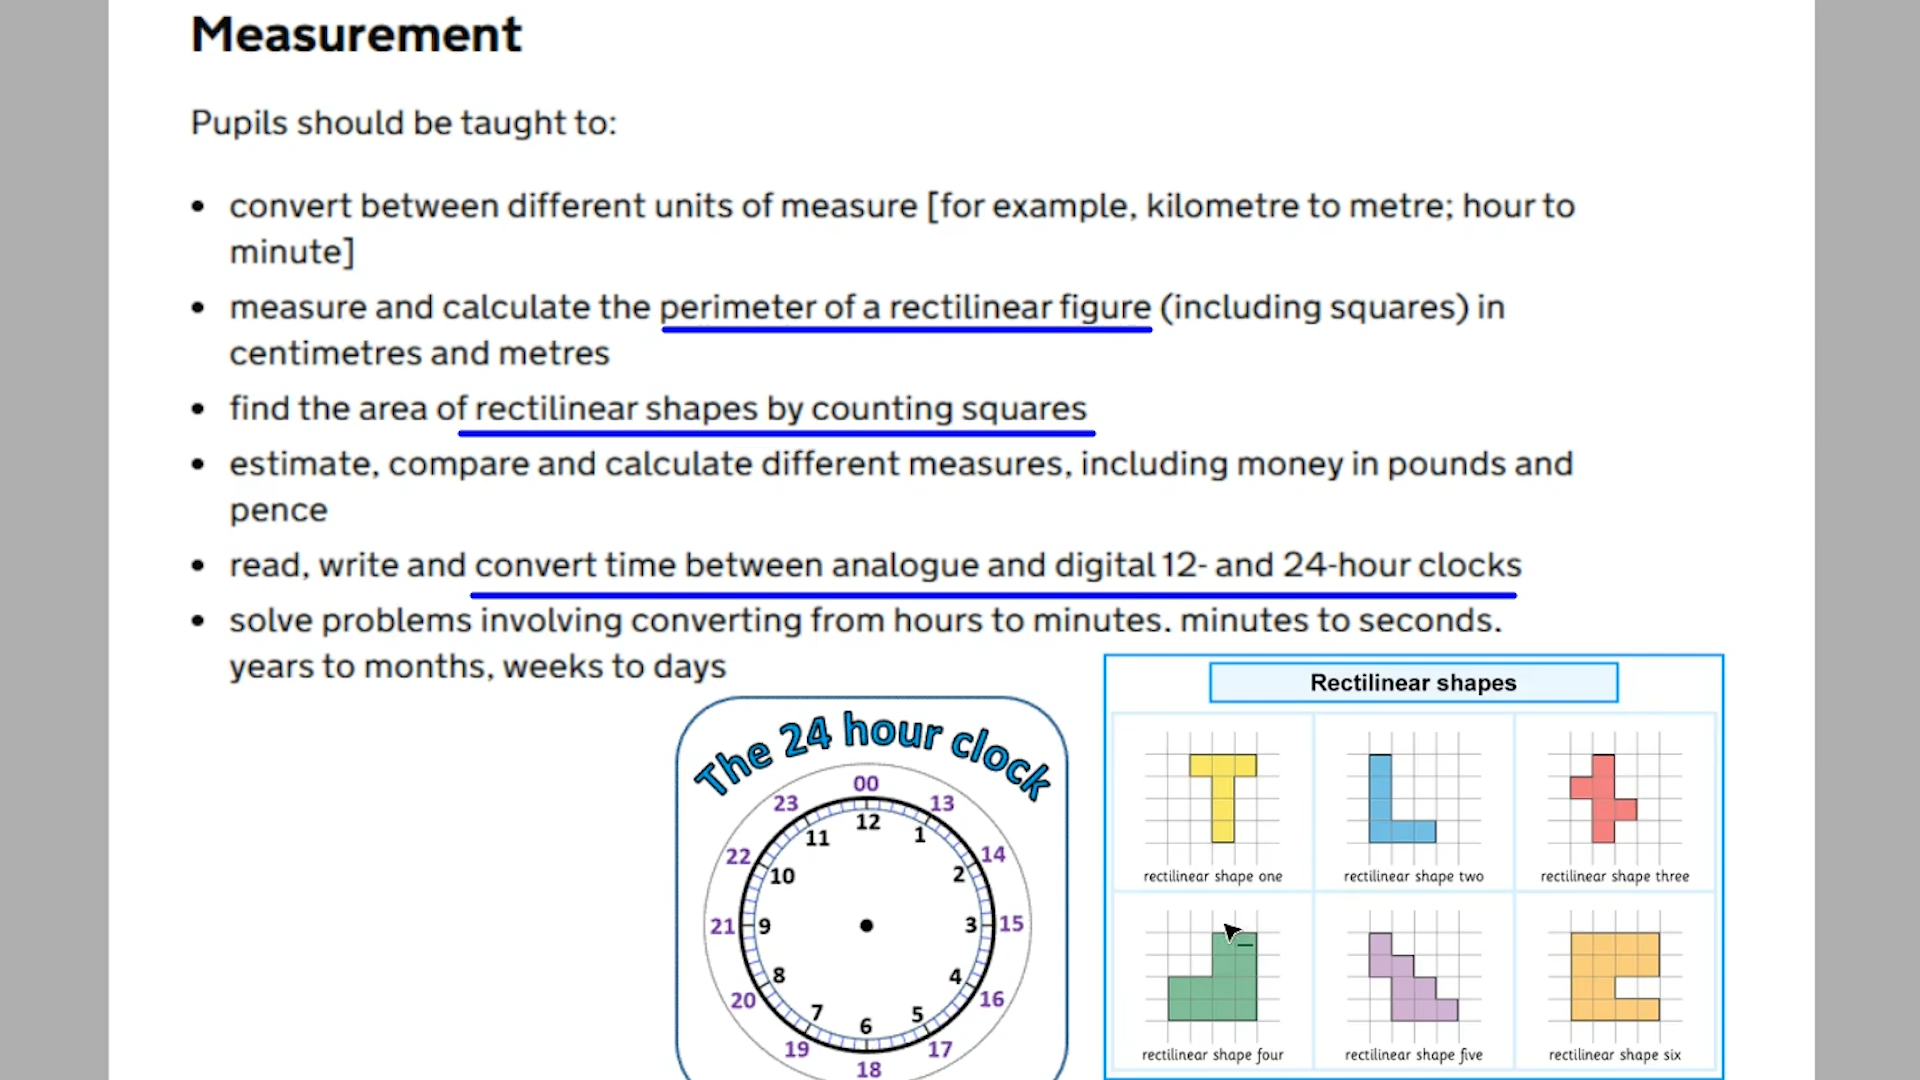 Measurement
Pupils should be taught to:
• convert between different units of measure [for example, kilometre to metre; hour to
minute]
• measure and calculate the perimeter of a rectilinear figure (including squares) in
centimetres and metres
• find the area of rectilinear shapes by counting squares
• estimate, compare and calculate different measures, including money in pounds and
pence
• read, write and convert time between analogue and digital 12- and 24-hour clocks
• solve problems involving converting from hours to minutes. minutes to seconds.
years to months, weeks to days
The 24 hour clock
00
23 13
12
11 1
22 14
10 2
21 9 3 15
8 4
20 16
7 5
6
19 17
18
Rectilinear shapes
rectilinear shape one
rectilinear shape two
rectilinear shape three
rectilinear shape four
rectilinear shape five
rectilinear shape six